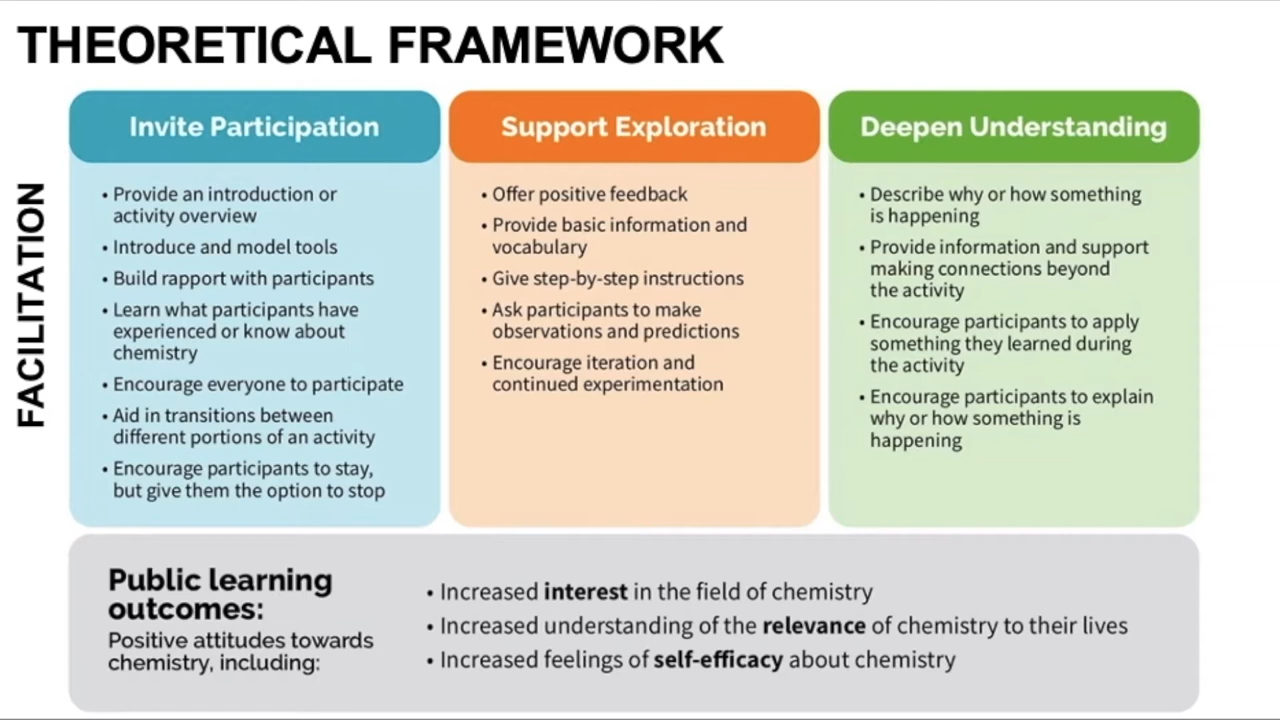 THEORETICAL FRAMEWORK
FACILITATION
Invite Participation
• Provide an introduction or
activity overview
• Introduce and model tools
• Build rapport with participants
• Learn what participants have
experienced or know about
chemistry
• Encourage everyone to participate
• Aid in transitions between
different portions of an activity
• Encourage participants to stay,
but give them the option to stop
Support Exploration
• Offer positive feedback
• Provide basic information and
vocabulary
• Give step-by-step instructions
• Ask participants to make
observations and predictions
• Encourage iteration and
continued experimentation
Deepen Understanding
• Describe why or how something
is happening
• Provide information and support
making connections beyond
the activity
• Encourage participants to apply
something they learned during
the activity
• Encourage participants to explain
why or how something is
happening
Public learning
outcomes:
Positive attitudes towards
chemistry, including:
• Increased interest in the field of chemistry
• Increased understanding of the relevance of chemistry to their lives
• Increased feelings of self-efficacy about chemistry